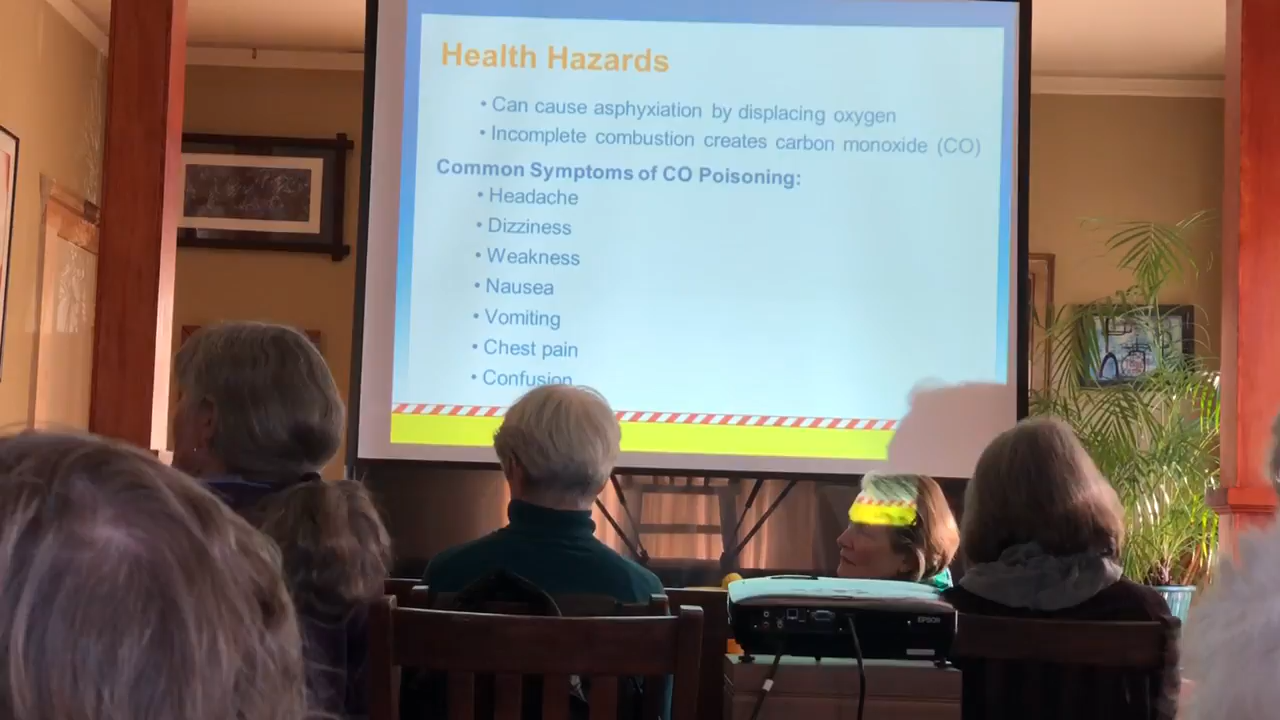 Health Hazards
• Can cause asphyxiation by displacing oxygen
• Incomplete combustion creates carbon monoxide (CO)
Common Symptoms of CO Poisoning:
• Headache
• Dizziness
• Weakness
• Nausea
• Vomiting
• Chest pain
• Confusion
EPSON